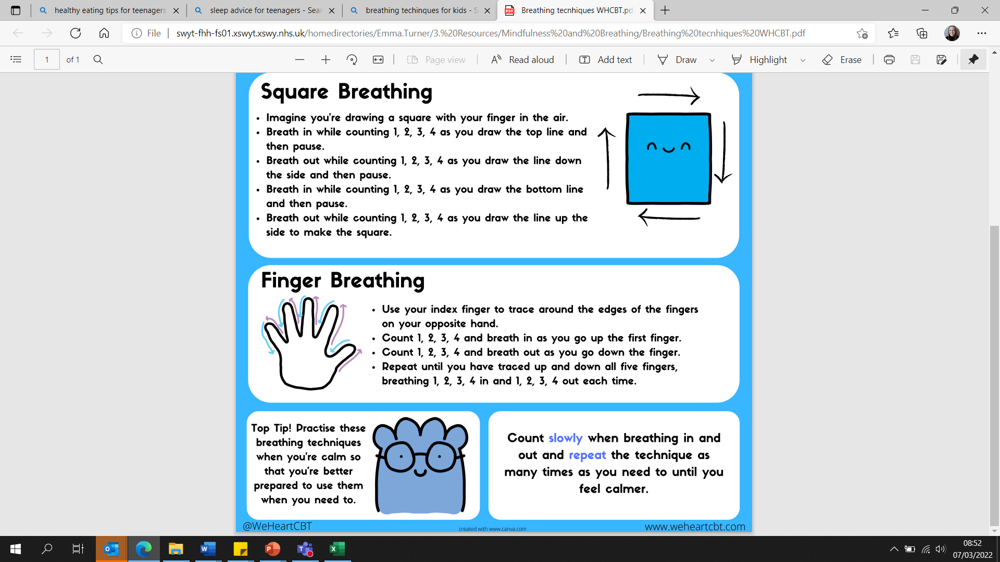 healthy eating tips for teenagers
sleep advice for teenagers - Sear
breathing techinques for kids - S
Breathing tecnhiques WHCBT.pd
File
swyt-fhh-fs01.xswyt.xswy.nhs.uk/homedirectories/Emma.Turner/3.%20Resources/Mindfulness%20and%20Breathing/Breathing%20tecnhiques%20WHCBT.pdf
1 of 1
Page view
Read aloud
Add text
Draw
Highlight
Erase
Square Breathing
• Imagine you're drawing a square with your finger in the air.
• Breath in while counting 1, 2, 3, 4 as you draw the top line and
then pause.
• Breath out while counting 1, 2, 3, 4 as you draw the line down
the side and then pause.
• Breath in while counting 1, 2, 3, 4 as you draw the bottom line
and then pause.
• Breath out while counting 1, 2, 3, 4 as you draw the line up the
side to make the square.
Finger Breathing
• Use your index finger to trace around the edges of the fingers
on your opposite hand.
• Count 1, 2, 3, 4 and breath in as you go up the first finger.
• Count 1, 2, 3, 4 and breath out as you go down the finger.
• Repeat until you have traced up and down all five fingers,
breathing 1, 2, 3, 4 in and 1, 2, 3, 4 out each time.
Top Tip! Practise these
breathing techniques
when you're calm so
that you're better
prepared to use them
when you need to.
Count slowly when breathing in and
out and repeat the technique as
many times as you need to until you
feel calmer.
@WeHeartCBT
created with www.canva.com
www.weheartcbt.com
08:52
07/03/2022